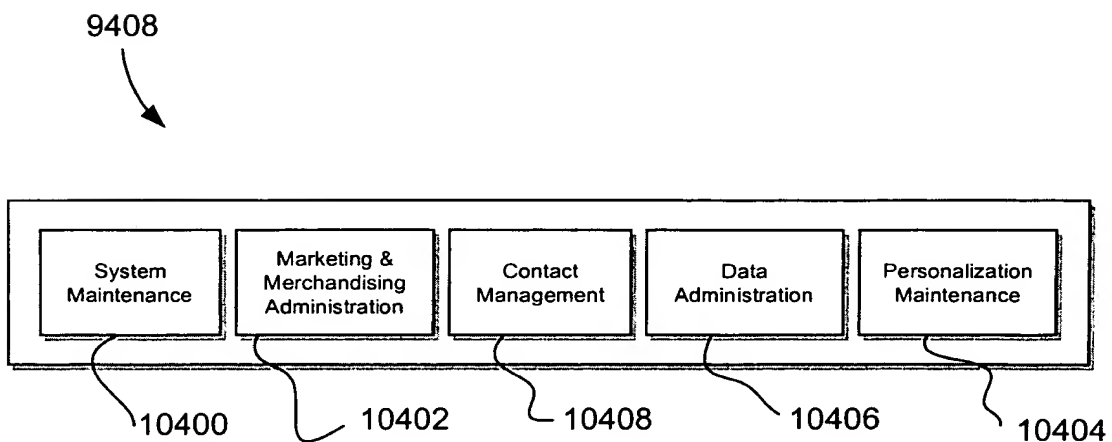 9408
System
Maintenance
Marketing &
Merchandising
Administration
Contact
Management
Data
Administration
Personalization
Maintenance
10400
10402
10408
10406
10404